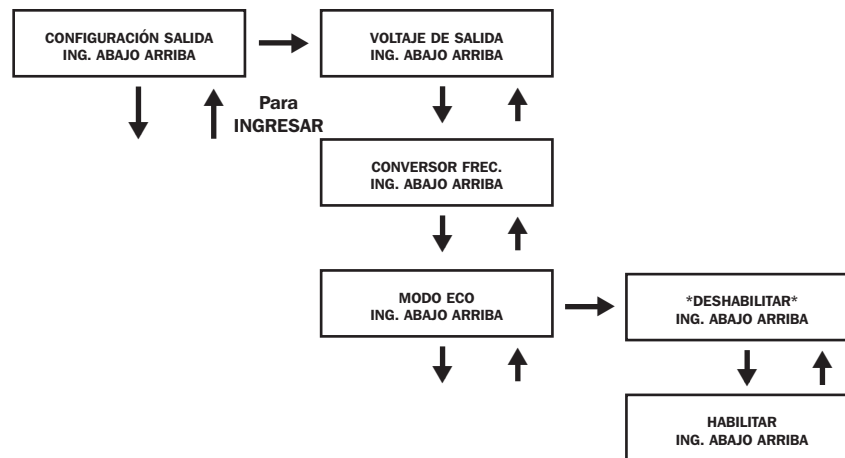 CONFIGURACIÓN SALIDA
ING. ABAJO ARRIBA
VOLTAJE DE SALIDA
ING. ABAJO ARRIBA
Para
INGRESAR
CONVERSOR FREC.
ING. ABAJO ARRIBA
MODO ECO
ING. ABAJO ARRIBA
*DESHABILITAR*
ING. ABAJO ARRIBA
HABILITAR
ING. ABAJO ARRIBA